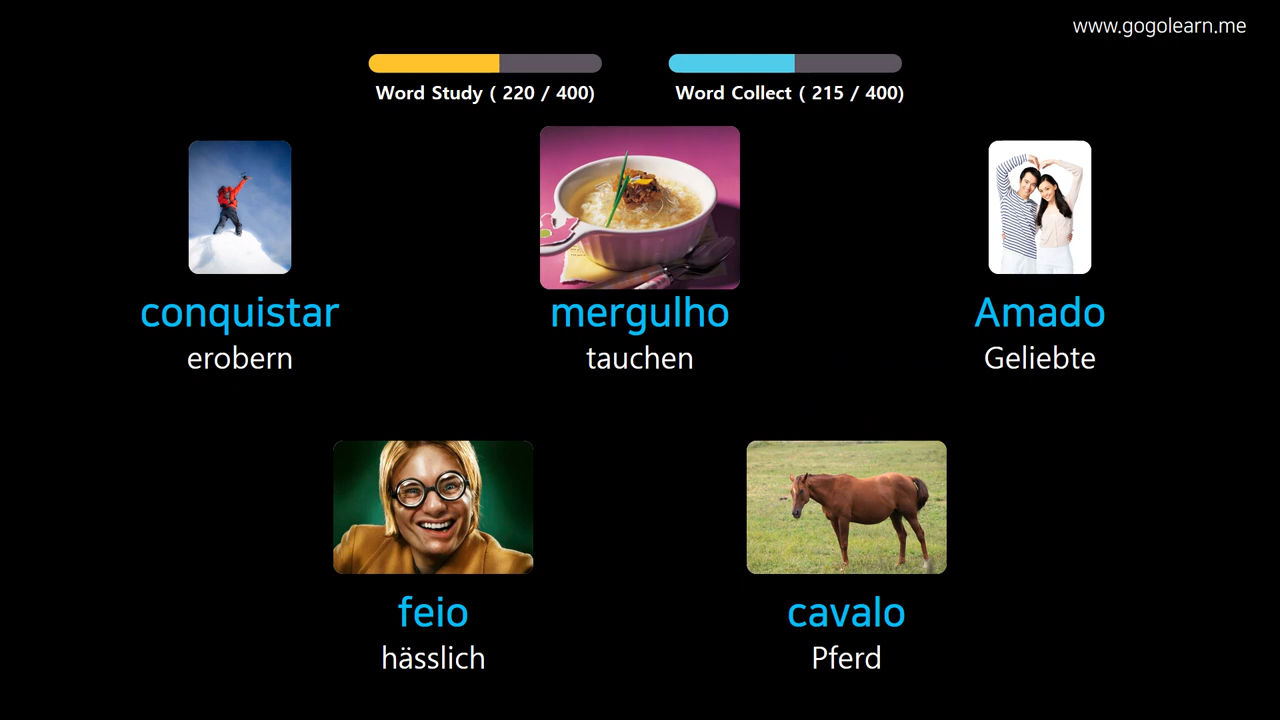 www.gogolearn.me
Word Study ( 220 / 400)
Word Collect ( 215 / 400)
conquistar
erobern
mergulho
tauchen
Amado
Geliebte
feio
hässlich
cavalo
Pferd